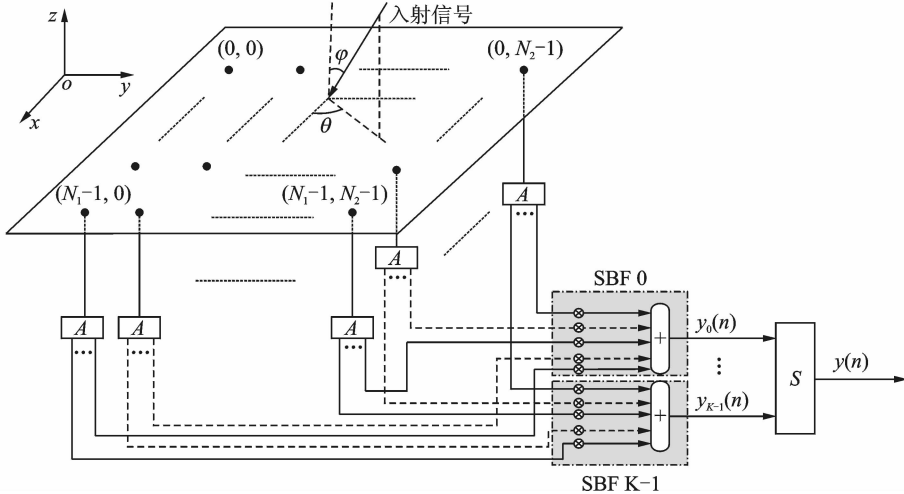 z
入射信号
(0, 0)
φ
(0, N₂−1)
o
y
x
θ
(N₁−1, 0)
(N₁−1, N₂−1)
A
A
A
A
A
SBF 0
+
y₀(n)
S
y(n)
+
y_{K−1}(n)
SBF K−1